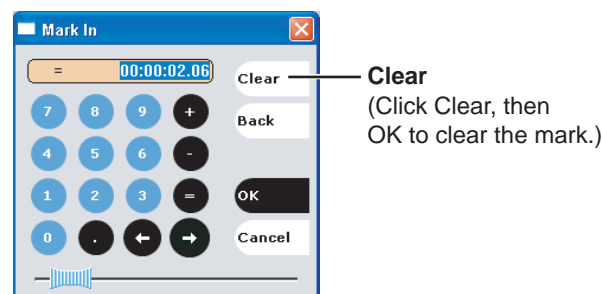 Mark In
= 00:00:02.06
Clear
Back
7 8 9 +
4 5 6 -
1 2 3 =
0 . ← →
OK
Cancel
Clear
(Click Clear, then
OK to clear the mark.)